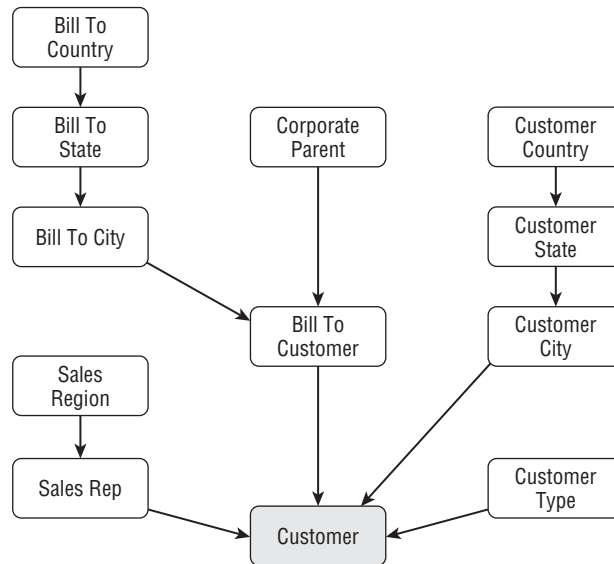 Bill To
Country
Bill To
State
Corporate
Parent
Customer
Country
Bill To City
Customer
State
Bill To
Customer
Customer
City
Sales
Region
Sales Rep
Customer
Customer
Type